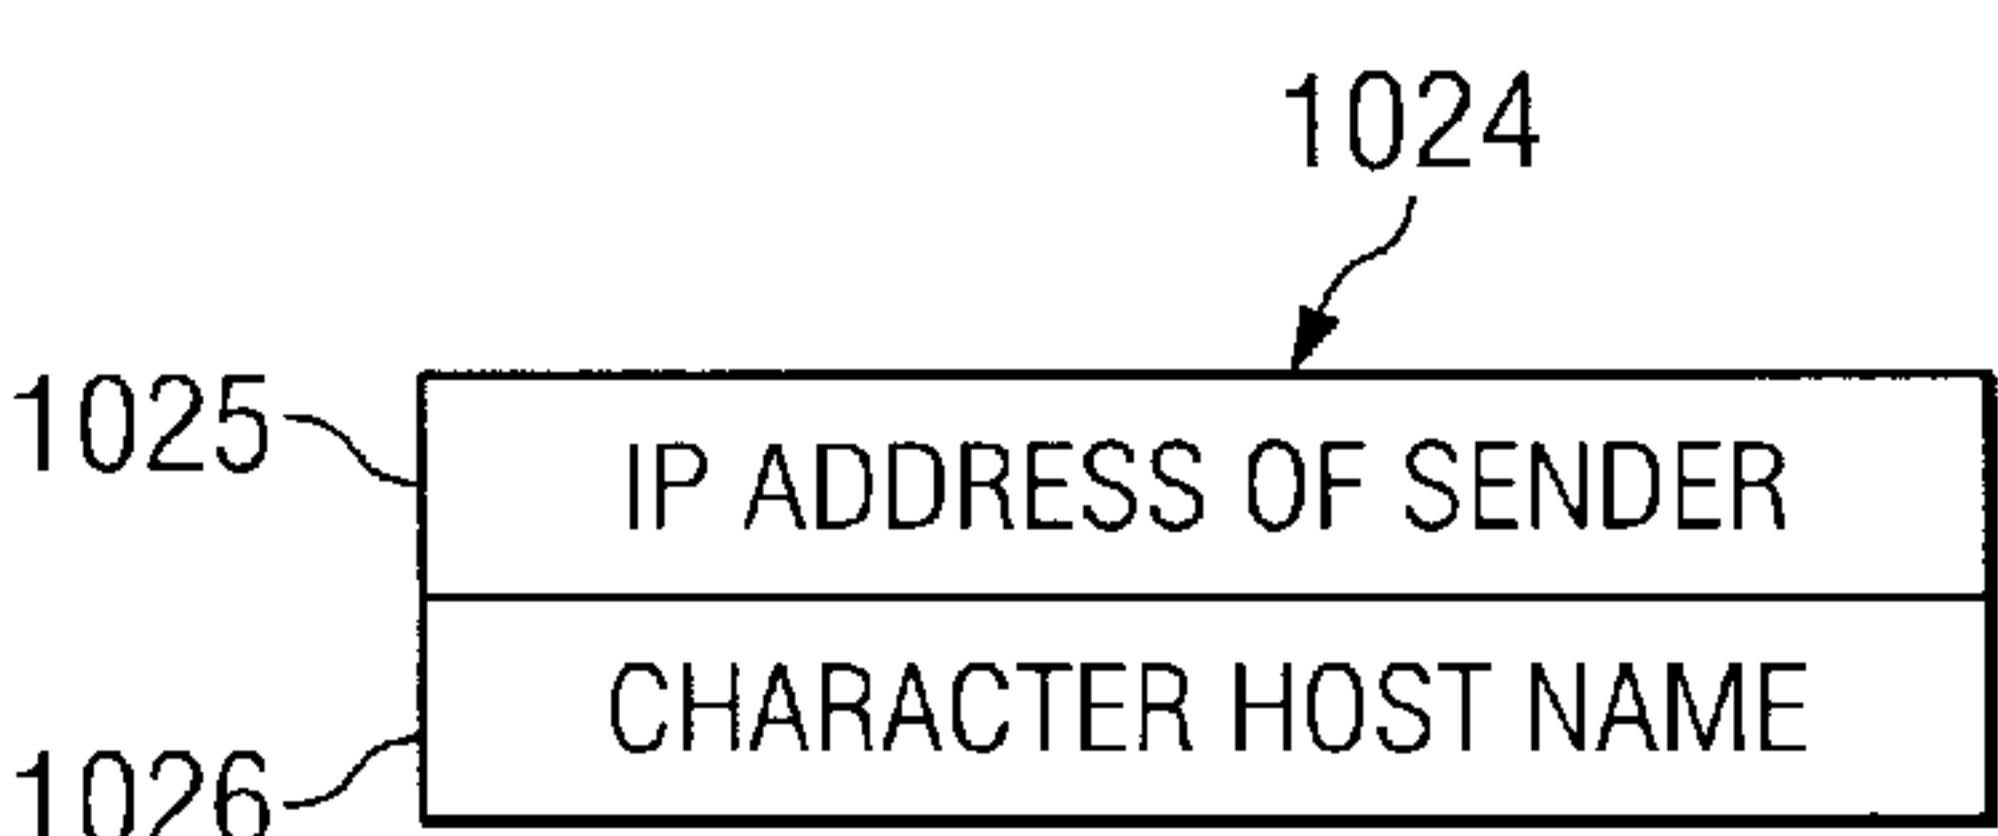 1024
1025
IP ADDRESS OF SENDER
CHARACTER HOST NAME
1026